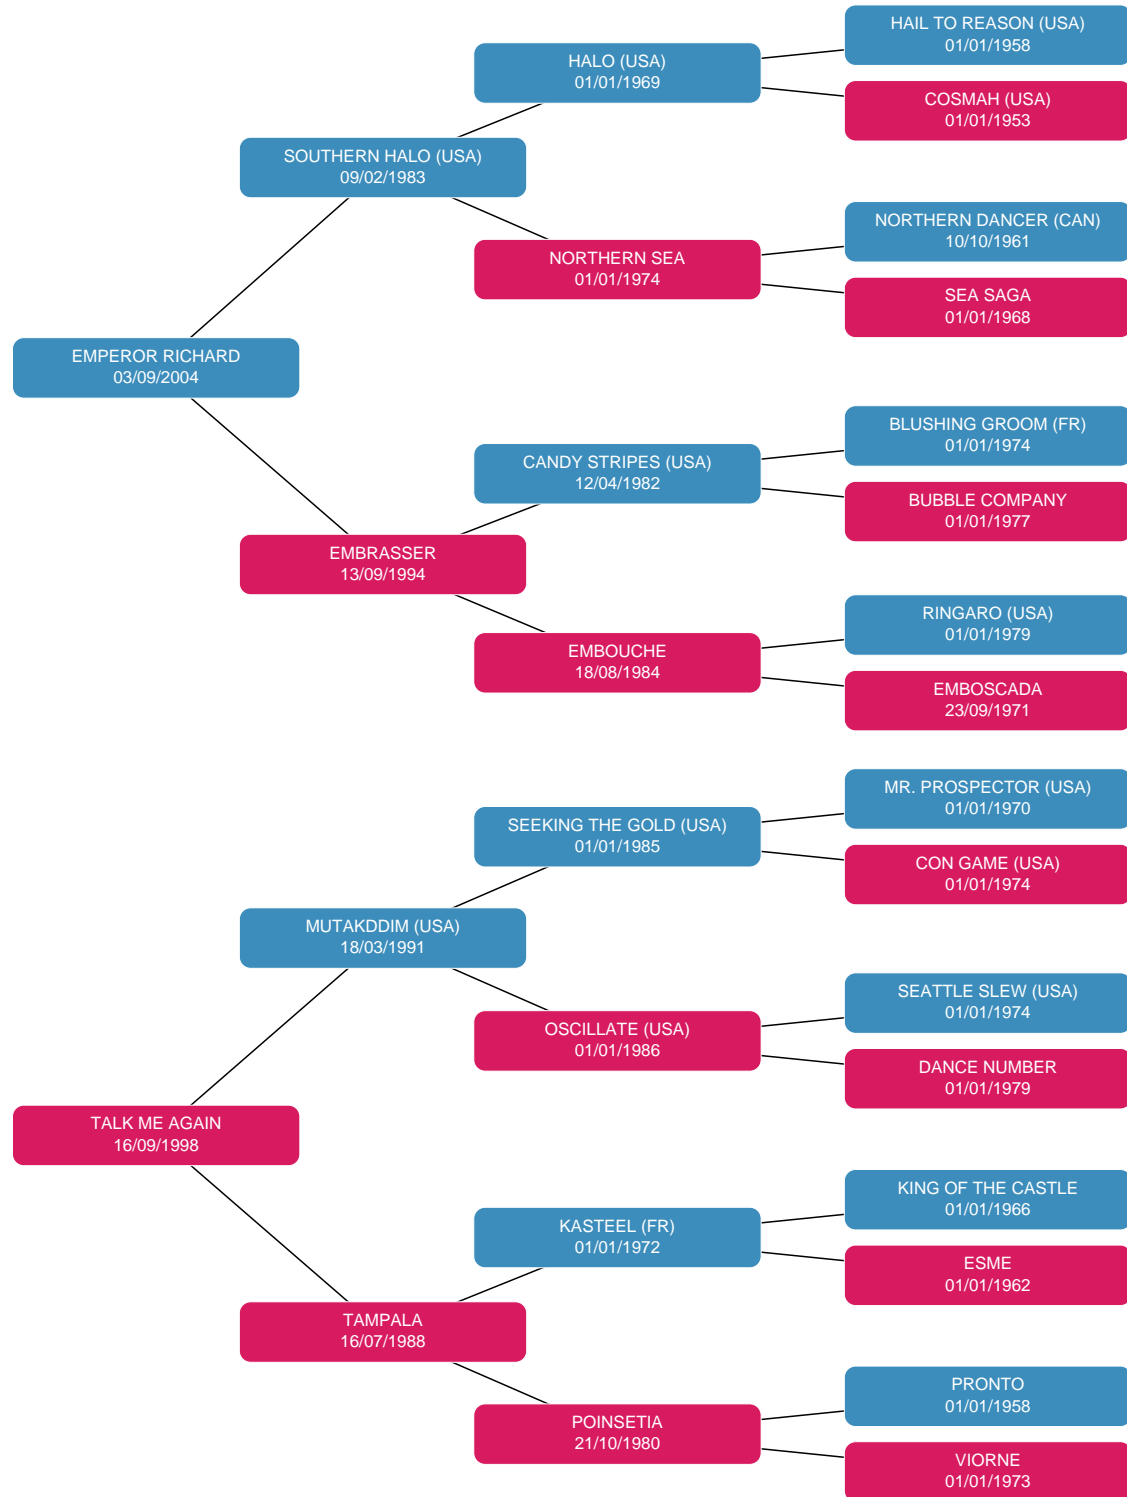 HAIL TO REASON (USA)
01/01/1958
HALO (USA)
01/01/1969
COSMAH (USA)
01/01/1953
SOUTHERN HALO (USA)
09/02/1983
NORTHERN DANCER (CAN)
10/10/1961
NORTHERN SEA
01/01/1974
SEA SAGA
01/01/1968
EMPEROR RICHARD
03/09/2004
BLUSHING GROOM (FR)
01/01/1974
CANDY STRIPES (USA)
12/04/1982
BUBBLE COMPANY
01/01/1977
EMBRASSER
13/09/1994
RINGARO (USA)
01/01/1979
EMBOUCHE
18/08/1984
EMBOSCADA
23/09/1971
MR. PROSPECTOR (USA)
01/01/1970
SEEKING THE GOLD (USA)
01/01/1985
CON GAME (USA)
01/01/1974
MUTAKDDIM (USA)
18/03/1991
SEATTLE SLEW (USA)
01/01/1974
OSCILLATE (USA)
01/01/1986
DANCE NUMBER
01/01/1979
TALK ME AGAIN
16/09/1998
KING OF THE CASTLE
01/01/1966
KASTEEL (FR)
01/01/1972
ESME
01/01/1962
TAMPALA
16/07/1988
PRONTO
01/01/1958
POINSETIA
21/10/1980
VIORNE
01/01/1973